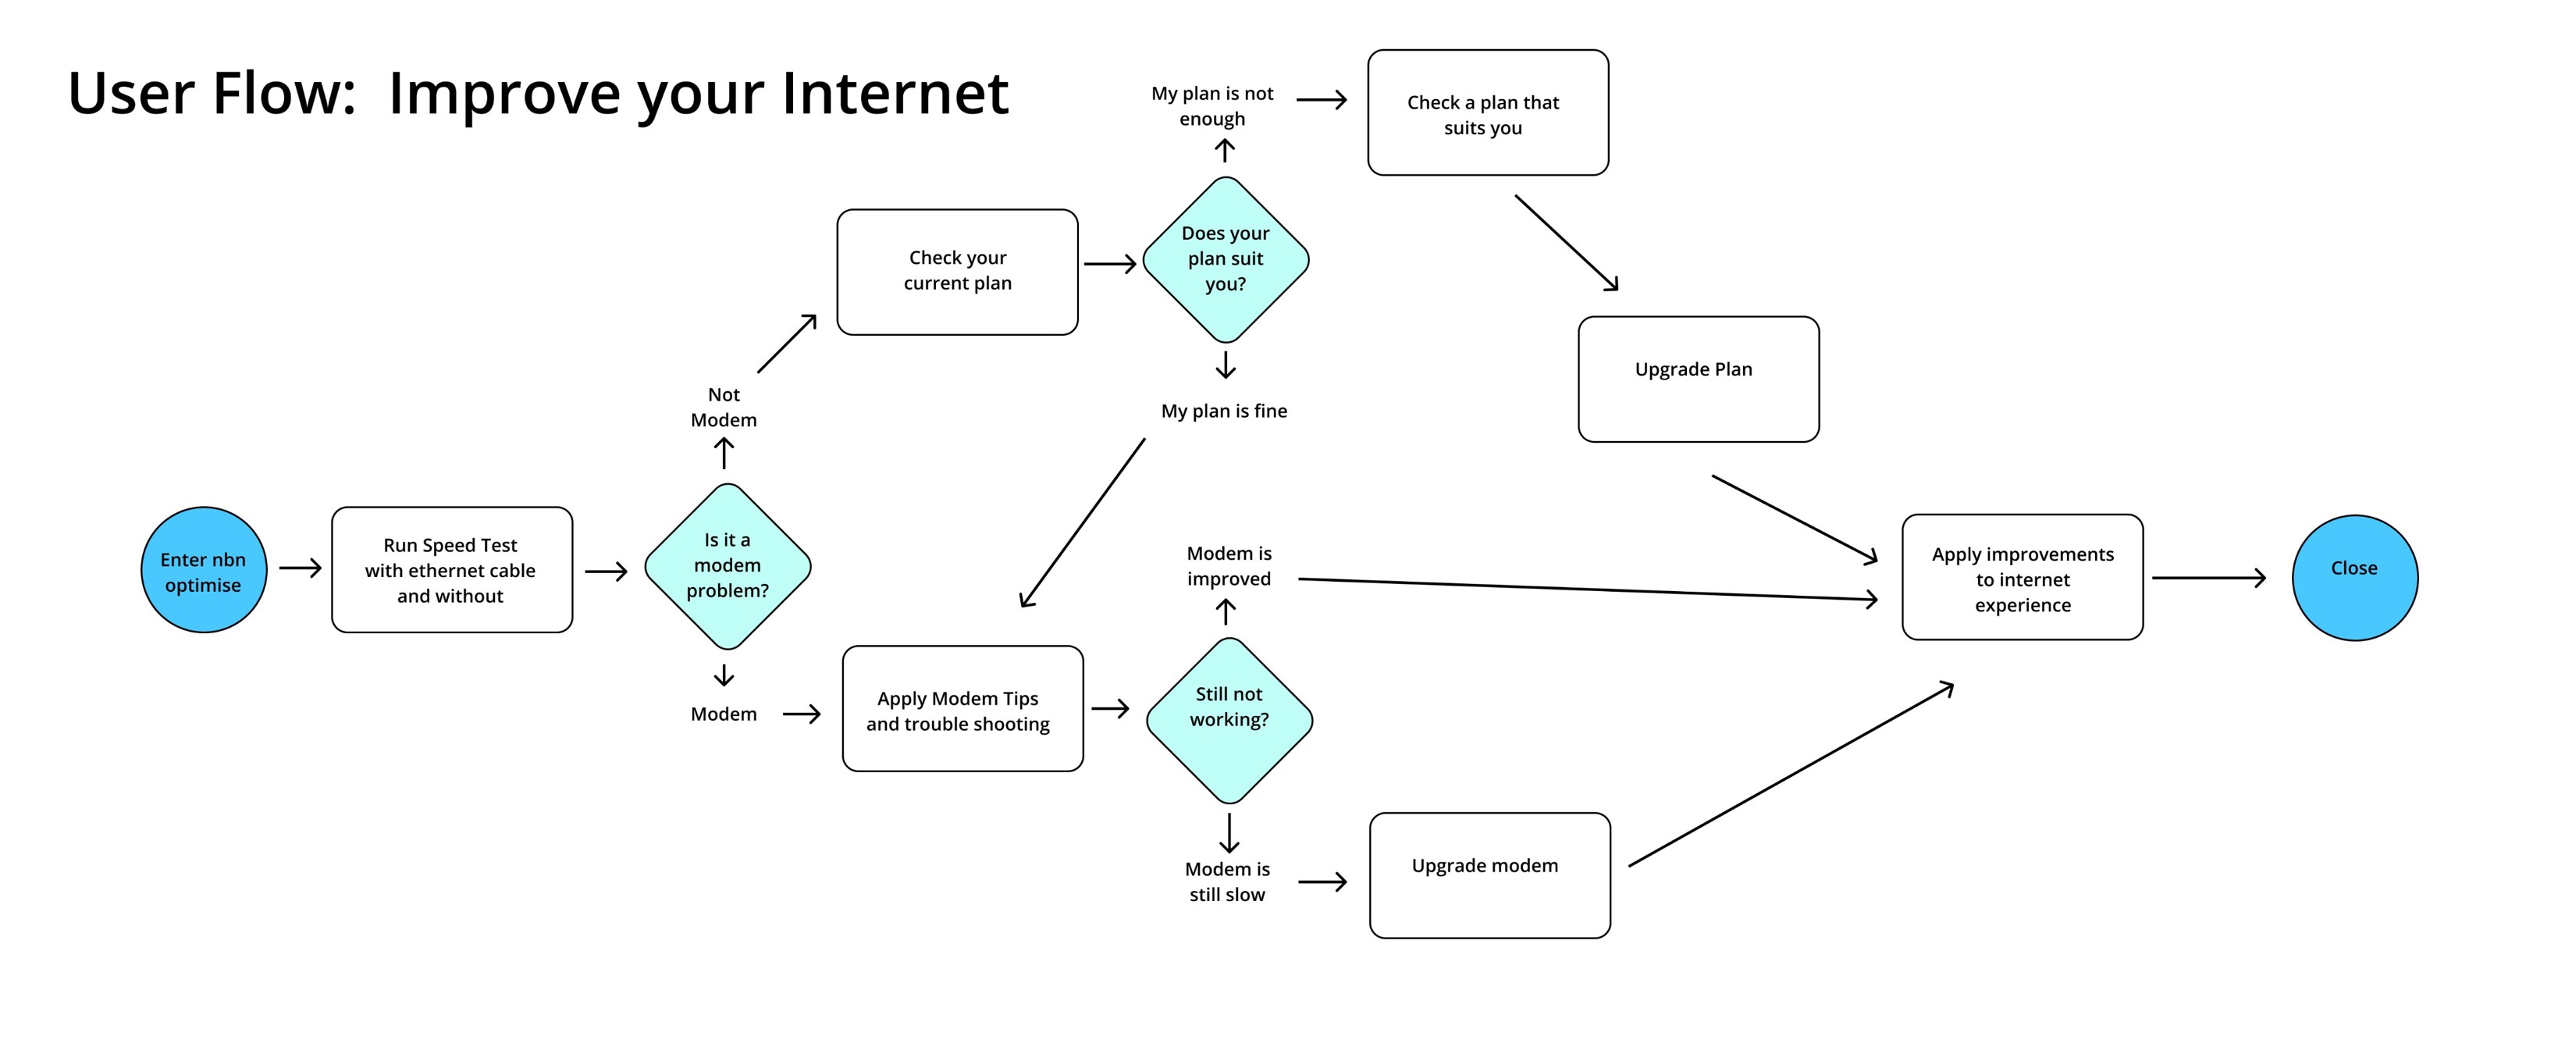 User Flow:  Improve your Internet
My plan is not
enough
Check a plan that
suits you
Check your
current plan
Does your
plan suit
you?
Upgrade Plan
Not
Modem
My plan is fine
Enter nbn
optimise
Run Speed Test
with ethernet cable
and without
Is it a
modem
problem?
Modem is
improved
Apply improvements
to internet
experience
Close
Modem
Apply Modem Tips
and trouble shooting
Still not
working?
Modem is
still slow
Upgrade modem